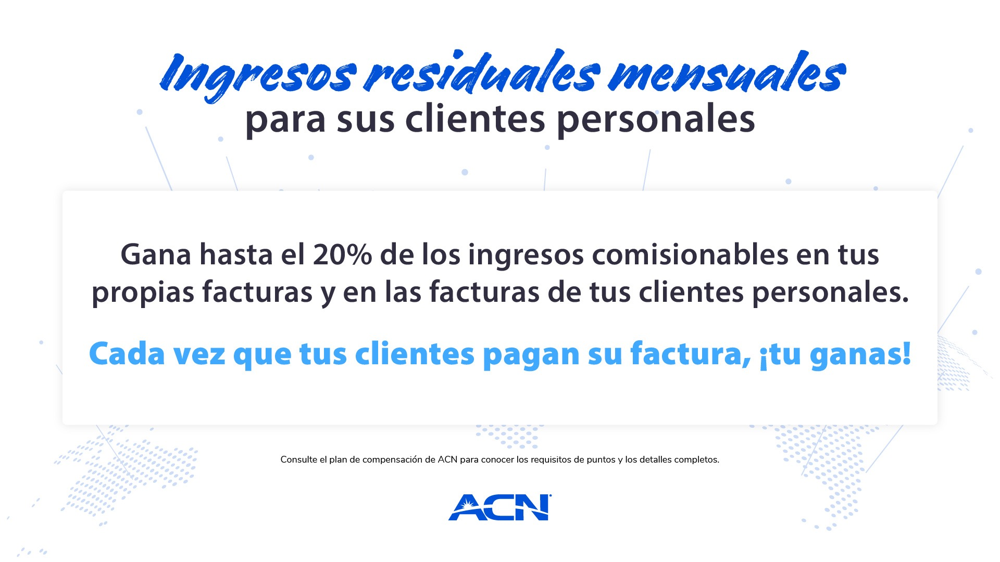 Ingresos residuales mensuales
para sus clientes personales
Gana hasta el 20% de los ingresos comisionables en tus
propias facturas y en las facturas de tus clientes personales.
Cada vez que tus clientes pagan su factura, ¡tu ganas!
Consulte el plan de compensación de ACN para conocer los requisitos de puntos y los detalles completos.
ACN